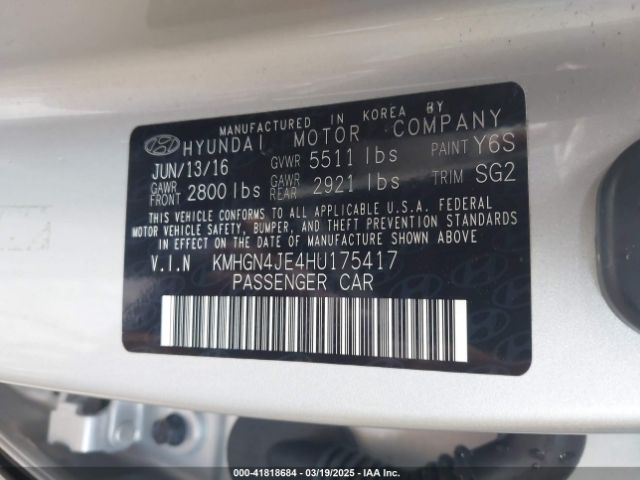 MANUFACTURED IN KOREA BY
HYUNDAI MOTOR COMPANY
JUN/13/16 GVWR 5511 lbs PAINT Y6S
GAWR FRONT 2800 lbs GAWR REAR 2921 lbs TRIM SG2
THIS VEHICLE CONFORMS TO ALL APPLICABLE U.S.A. FEDERAL
MOTOR VEHICLE SAFETY, BUMPER, AND THEFT PREVENTION STANDARDS
IN EFFECT ON THE DATE OF MANUFACTURE SHOWN ABOVE.
V.I.N KMHGN4JE4HU175417
PASSENGER CAR
000-41818684 — 03/19/2025 — IAA Inc.